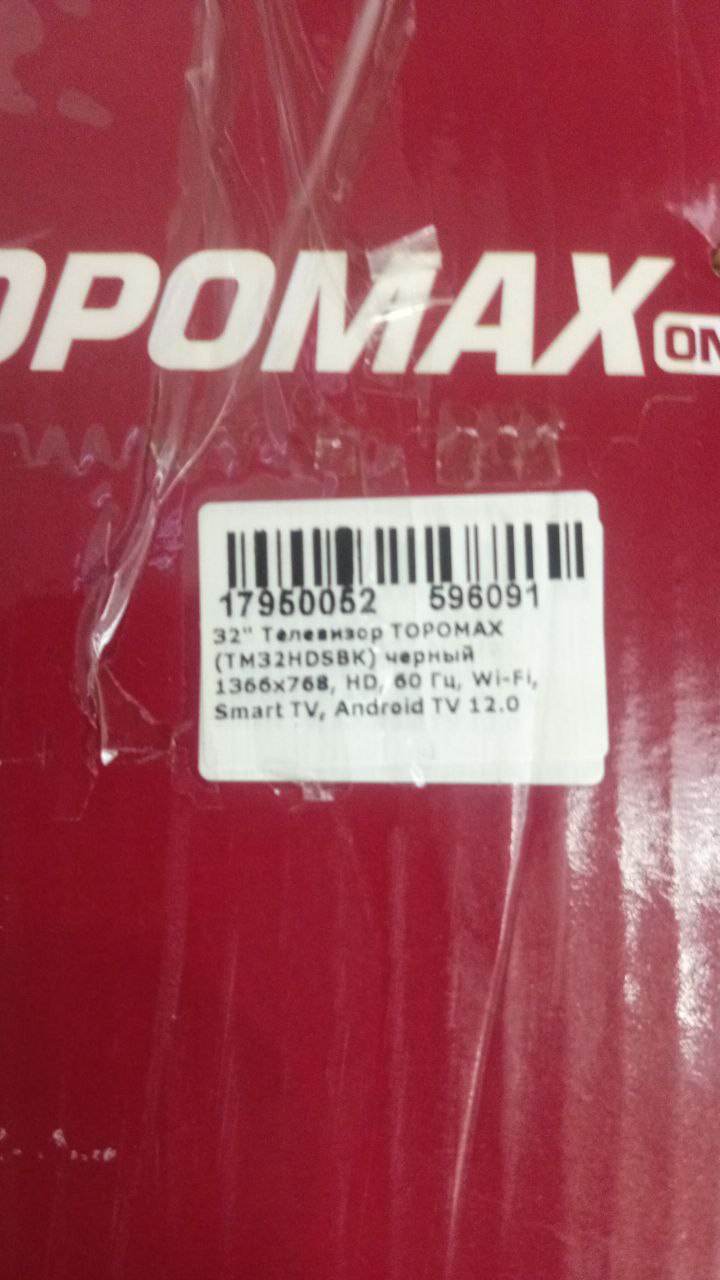 OPOMAX ON
17950052 596091
32" Телевизор TOPOMAX
(TM32HDSBK) черный
1366x768, HD, 60 Гц, Wi-Fi,
Smart TV, Android TV 12.0